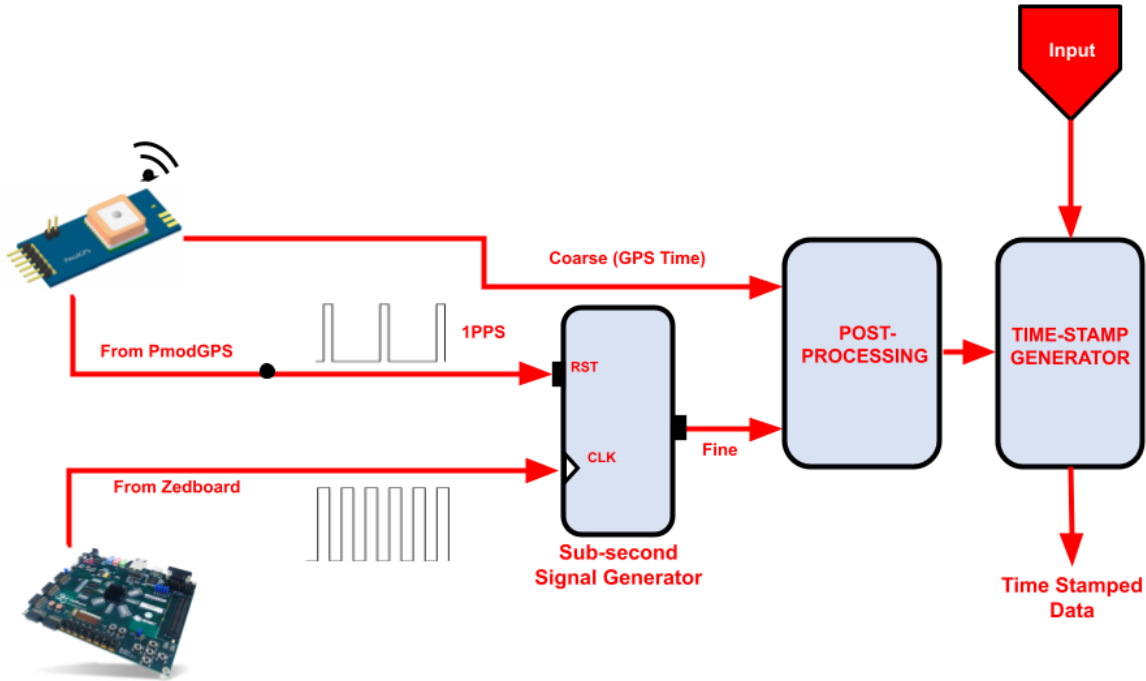 Input
PmodGPS
Coarse (GPS Time)
1PPS
From PmodGPS
RST
POST-
PROCESSING
TIME-STAMP
GENERATOR
CLK
Fine
From Zedboard
Sub-second
Signal Generator
Time Stamped
Data